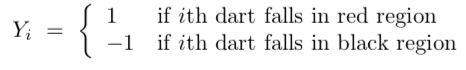 Y_i = { 1 if ith dart falls in red region
−1 if ith dart falls in black region